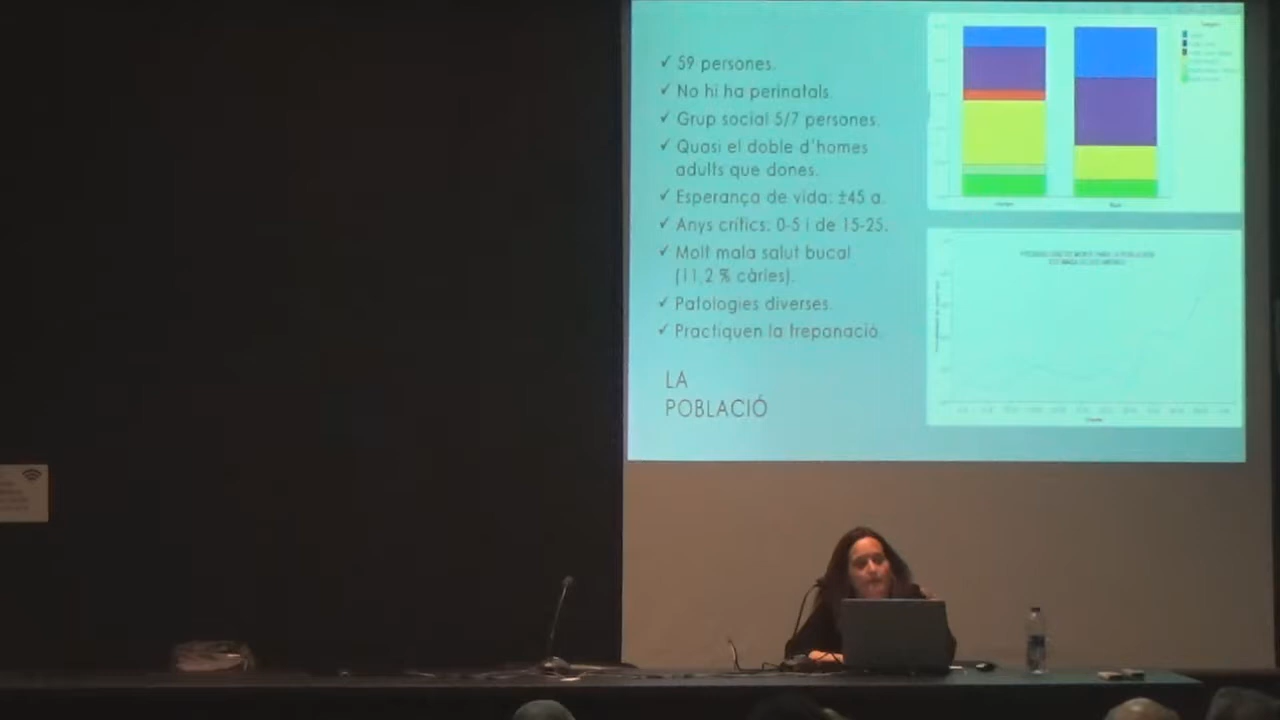 ✓ 59 persones.
✓ No hi ha perinatals.
✓ Grup social 5/7 persones.
✓ Quasi el doble d'homes
adults que dones.
✓ Esperança de vida: ±45 a.
✓ Anys crítics: 0-5 i de 15-25.
✓ Molt mala salut bucal
(11,2 % càries).
✓ Patologies diverses.
✓ Practiquen la trepanació.
LA
POBLACIÓ